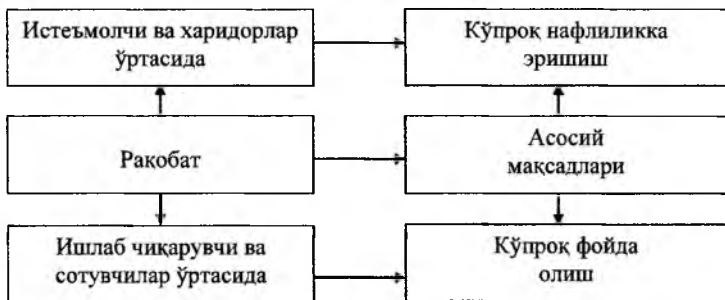 Истеъмолчи ва харидорлар
ўртасида
Кўпроқ нафлиликка
эришиш
Рақобат
Асосий
мақсадлари
Ишлаб чиқарувчи ва
сотувчилар ўртасида
Кўпроқ фойда
олиш